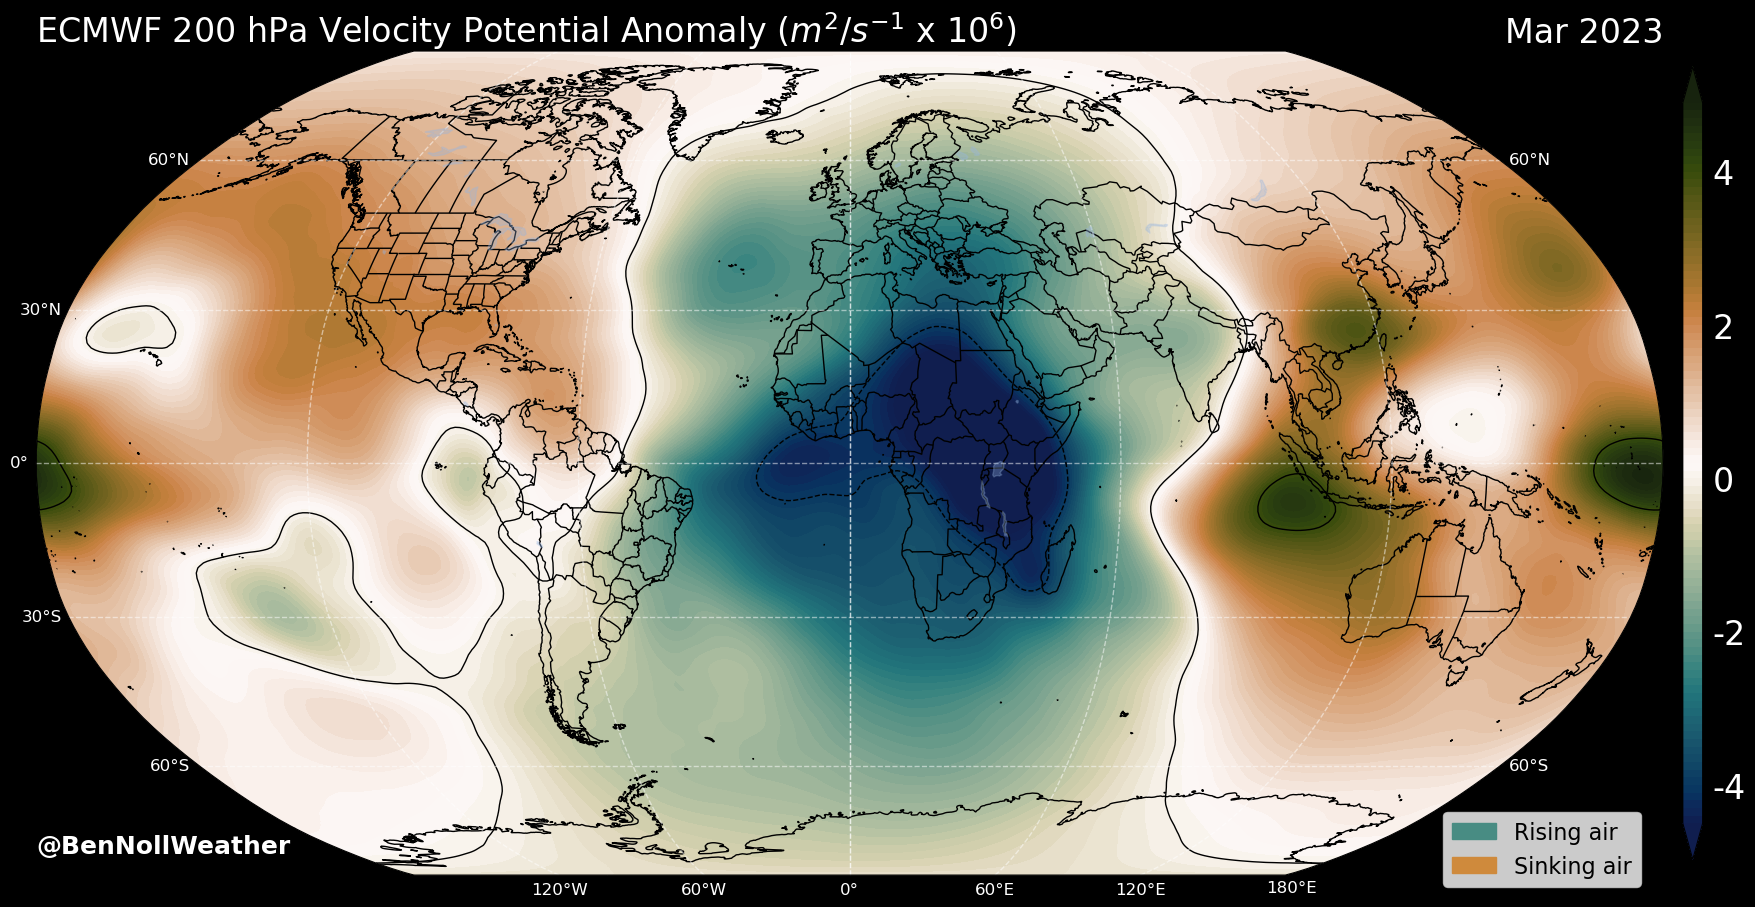 ECMWF 200 hPa Velocity Potential Anomaly (m²/s⁻¹ x 10⁶)
Mar 2023
60°N
60°N
4
30°N
2
0°
0
30°S
-2
60°S
60°S
-4
Rising air
@BenNollWeather
Sinking air
120°W 60°W 0° 60°E 120°E 180°E